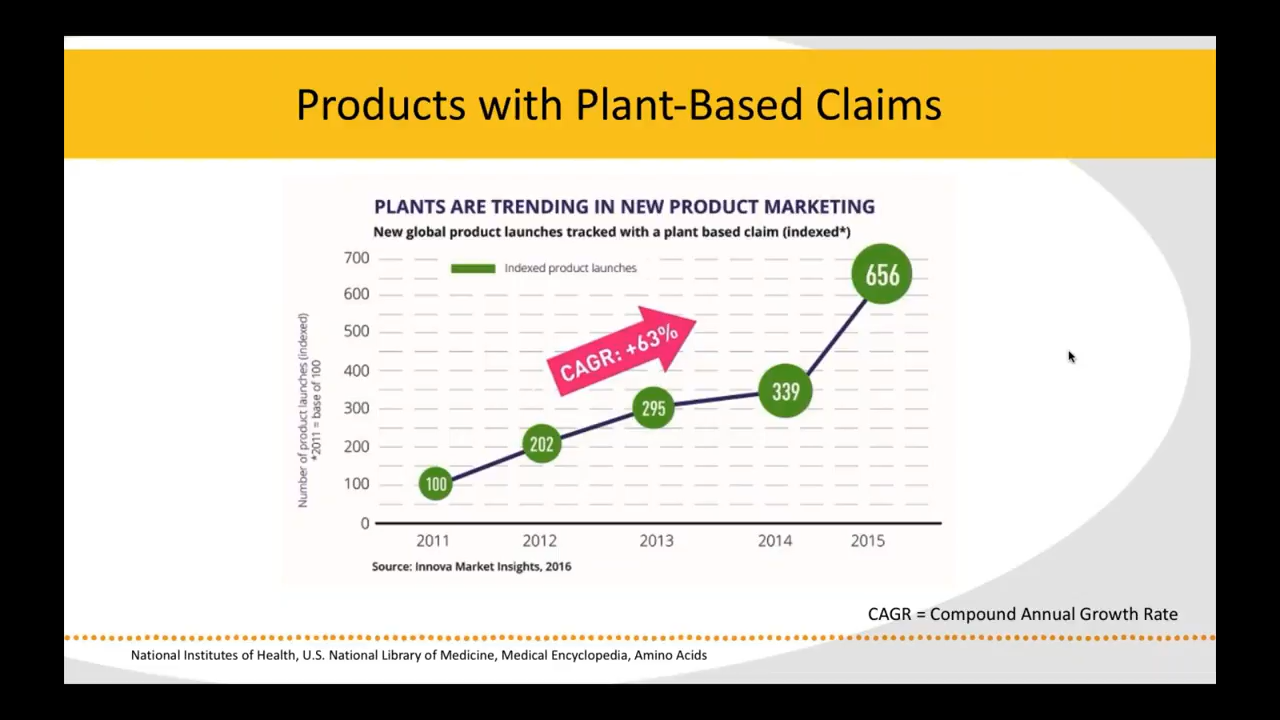 Products with Plant-Based Claims
PLANTS ARE TRENDING IN NEW PRODUCT MARKETING
New global product launches tracked with a plant based claim (indexed*)
Number of product launches (indexed)
*2011 = base of 100
700
600
500
400
300
200
100
0
Indexed product launches
CAGR: +63%
100
202
295
339
656
2011 2012 2013 2014 2015
Source: Innova Market Insights, 2016
CAGR = Compound Annual Growth Rate
National Institutes of Health, U.S. National Library of Medicine, Medical Encyclopedia, Amino Acids